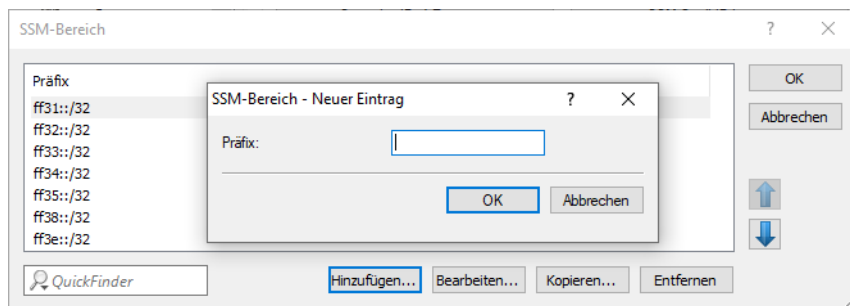 SSM-Bereich
?
Präfix
OK
SSM-Bereich - Neuer Eintrag
?
ff31::/32
Abbrechen
ff32::/32
ff33::/32
Präfix:
ff34::/32
ff35::/32
OK
Abbrechen
ff38::/32
ff3e::/32
QuickFinder
Hinzufügen...
Bearbeiten...
Kopieren...
Entfernen